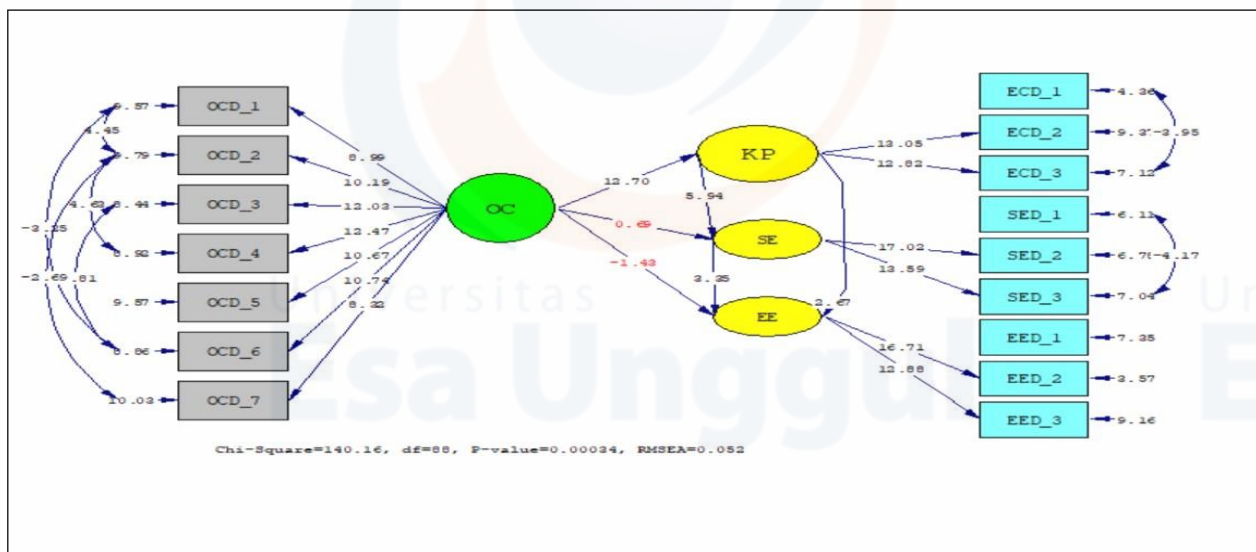 9.57
OCD_1
4.45
9.79
OCD_2
OCD_3
8.92
OCD_4
9.57
OCD_5
OCD_6
10.03
OCD_7
8.99
10.19
12.03
12.47
10.67
10.74
8.32
OC
12.70
0.69
-1.43
KP
5.94
SE
3.35
EE
2.67
13.05
12.82
17.02
13.59
16.71
12.88
ECD_1
4.36
ECD_2
-3.95
ECD_3
7.12
SED_1
6.11
SED_2
-4.17
SED_3
7.04
EED_1
7.35
EED_2
3.57
EED_3
9.16
Universitas
Esa Unggul
Chi-Square=140.16, df=88, P-value=0.00034, RMSEA=0.052